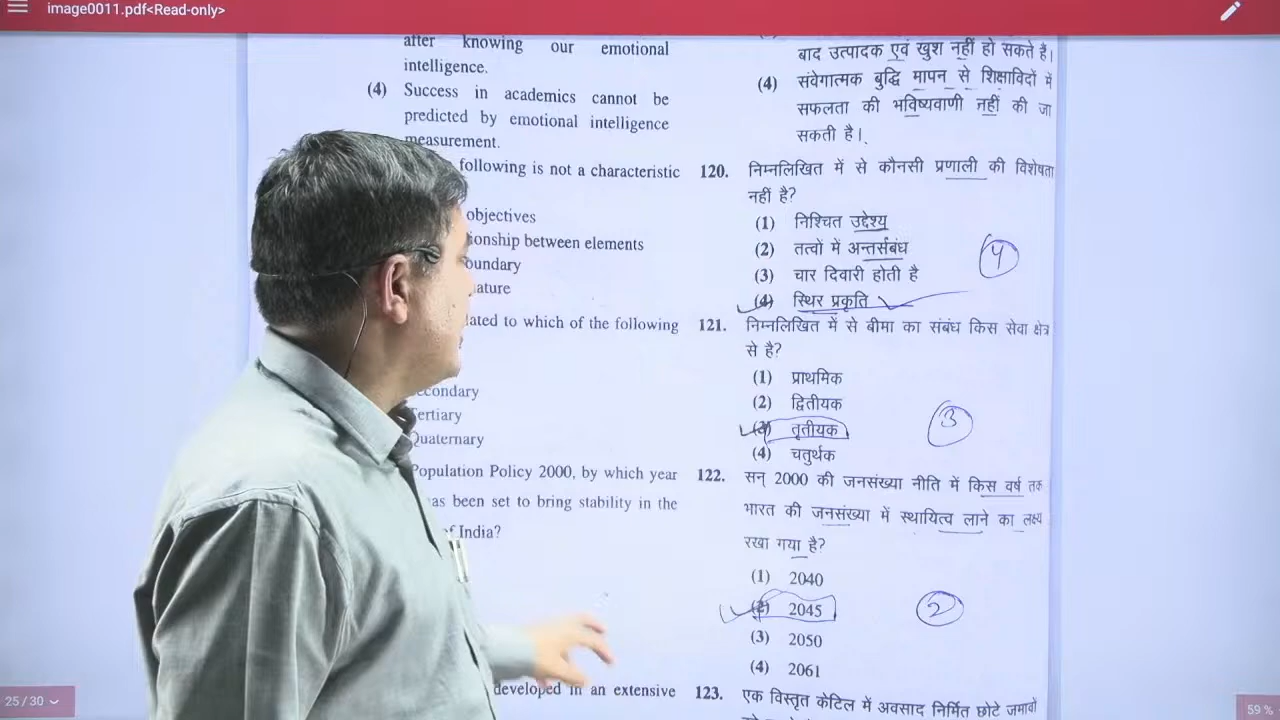 image0011.pdf<Read-only>
after knowing our emotional
intelligence.
(4) Success in academics cannot be
predicted by emotional intelligence
measurement.
following is not a characteristic
objectives
onship between elements
oundary
ature
lated to which of the following
econdary
Tertiary
Quaternary
Population Policy 2000, by which year
as been set to bring stability in the
of India?
developed in an extensive
बाद उत्पादक एवं खुश नहीं हो सकते हैं।
(4) संवेगात्मक बुद्धि मापन से शिक्षाविदों में
सफलता की भविष्यवाणी नहीं की जा
सकती है।
120. निम्नलिखित में से कौनसी प्रणाली की विशेषता
नहीं है?
(1) निश्चित उद्देश्य
(2) तत्वों में अन्तर्संबंध
(3) चार दिवारी होती है
(4) स्थिर प्रकृति
4
121. निम्नलिखित में से बीमा का संबंध किस सेवा क्षेत्र
से है?
(1) प्राथमिक
(2) द्वितीयक
(3) तृतीयक
(4) चतुर्थक
3
122. सन् 2000 की जनसंख्या नीति में किस वर्ष तक
भारत की जनसंख्या में स्थायित्व लाने का लक्ष्य
रखा गया है?
(1) 2040
(2) 2045
(3) 2050
(4) 2061
2
123. एक विस्तृत केटिल में अवसाद निर्मित छोटे जमावों
25 / 30
59 %